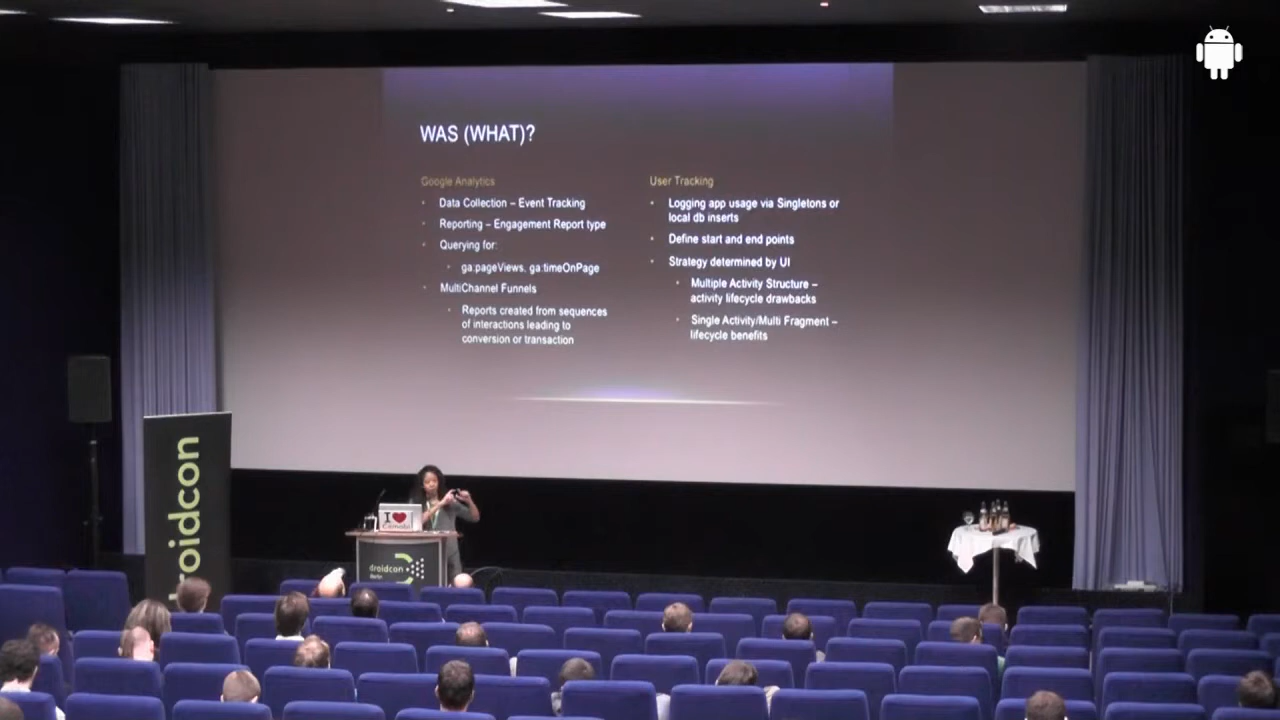 WAS (WHAT)?
Google Analytics
Data Collection – Event Tracking
Reporting – Engagement Report type
Querying for:
ga:pageViews, ga:timeOnPage
MultiChannel Funnels
Reports created from sequences
of interactions leading to
conversion or transaction
User Tracking
Logging app usage via Singletons or
local db inserts
Define start and end points
Strategy determined by UI
Multiple Activity Structure –
activity lifecycle drawbacks
Single Activity/Multi Fragment –
lifecycle benefits
roidcon
I
droidcon
Berlin